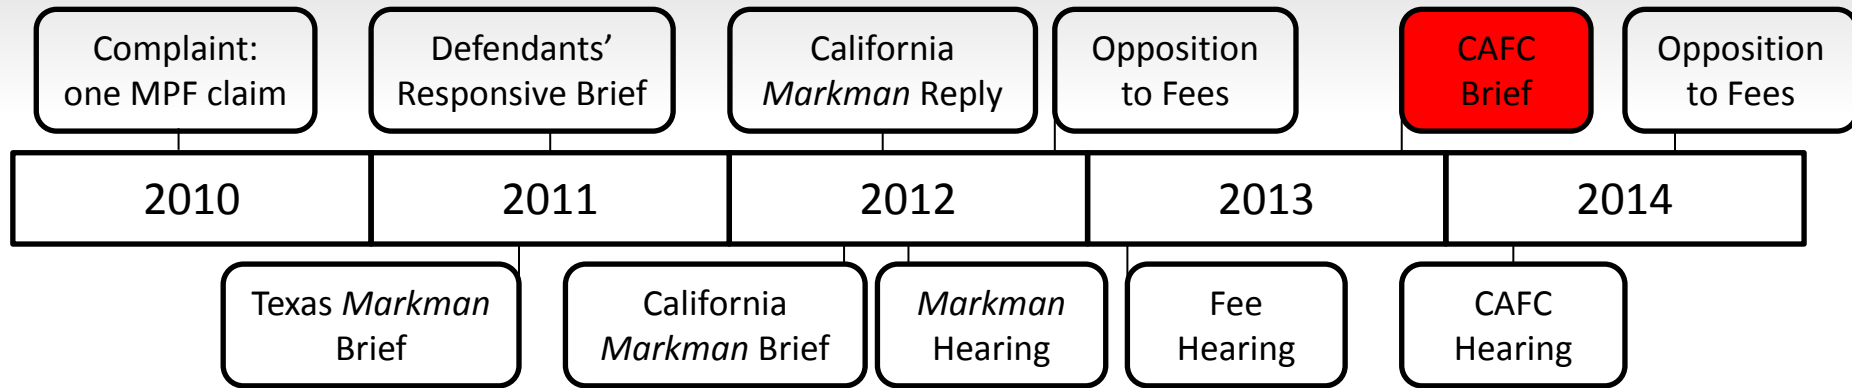 Complaint:
one MPF claim
Defendants’
Responsive Brief
California
Markman Reply
Opposition
to Fees
CAFC
Brief
Opposition
to Fees
2010
2011
2012
2013
2014
Texas Markman
Brief
California
Markman Brief
Markman
Hearing
Fee
Hearing
CAFC
Hearing